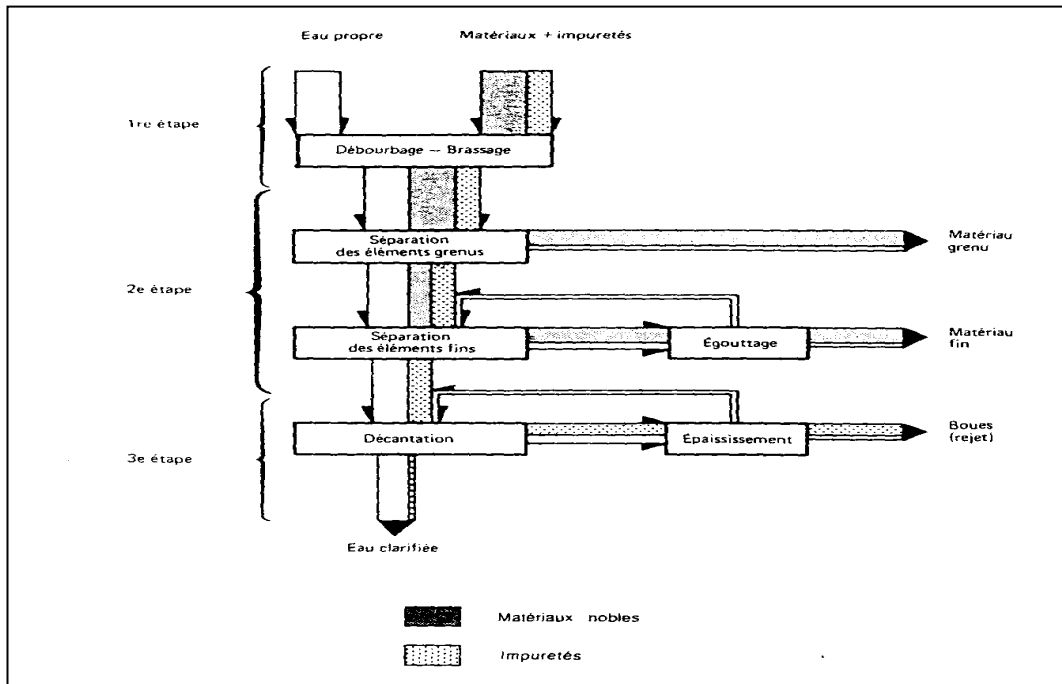 Eau propre
Matériaux + impuretés
1re étape
Débourbage – Brassage
Séparation
des éléments grenus
Matériau
grenu
2e étape
Séparation
des éléments fins
Égouttage
Matériau
fin
Décantation
Épaississement
Boues
(rejet)
3e étape
Eau clarifiée
Matériaux nobles
Impuretés